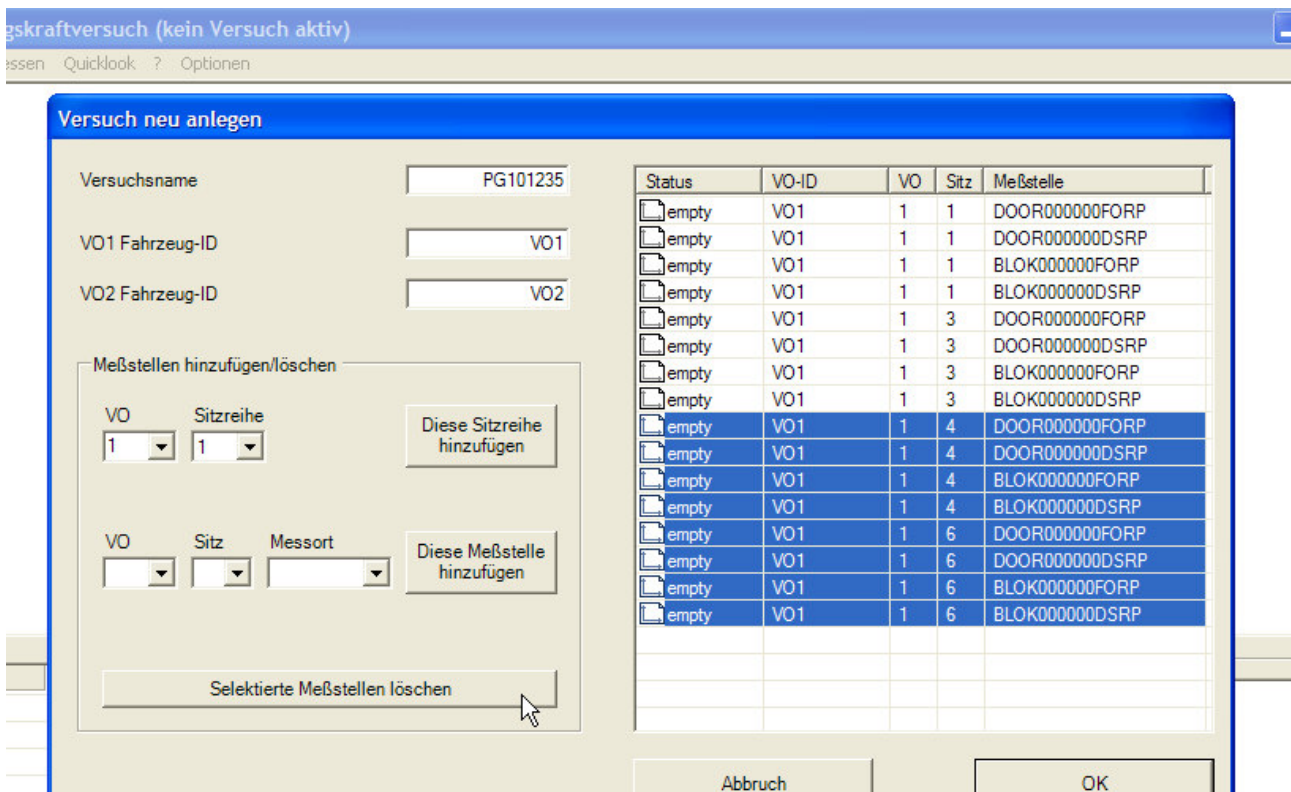 gskraftversuch (kein Versuch aktiv)
essen Quicklook ? Optionen
Versuch neu anlegen
Versuchsname PG101235
VO1 Fahrzeug-ID VO1
VO2 Fahrzeug-ID VO2
Meßstellen hinzufügen/löschen
VO Sitzreihe
1 1
Diese Sitzreihe
hinzufügen
VO Sitz Messort
Diese Meßstelle
hinzufügen
Selektierte Meßstellen löschen
Status VO-ID VO Sitz Meßstelle
empty VO1 1 1 DOOR000000FORP
empty VO1 1 1 DOOR000000DSRP
empty VO1 1 1 BLOK000000FORP
empty VO1 1 1 BLOK000000DSRP
empty VO1 1 3 DOOR000000FORP
empty VO1 1 3 DOOR000000DSRP
empty VO1 1 3 BLOK000000FORP
empty VO1 1 3 BLOK000000DSRP
empty VO1 1 4 DOOR000000FORP
empty VO1 1 4 DOOR000000DSRP
empty VO1 1 4 BLOK000000FORP
empty VO1 1 4 BLOK000000DSRP
empty VO1 1 6 DOOR000000FORP
empty VO1 1 6 DOOR000000DSRP
empty VO1 1 6 BLOK000000FORP
empty VO1 1 6 BLOK000000DSRP
Abbruch OK